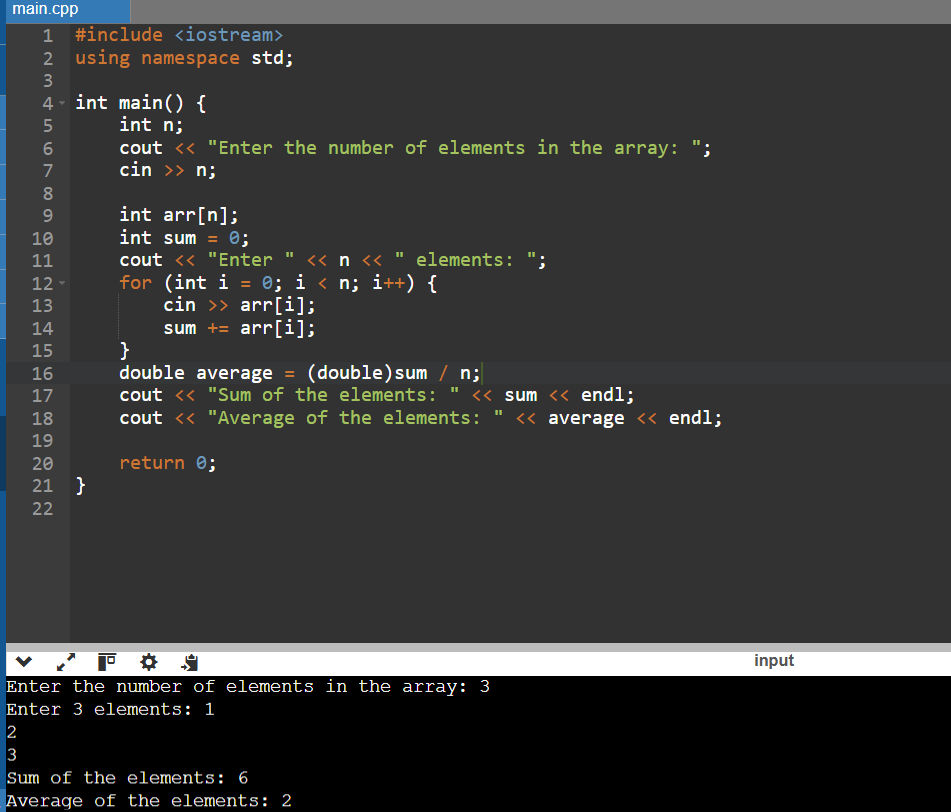 main.cpp
1 #include <iostream>
2 using namespace std;
3
4 int main() {
5     int n;
6     cout << "Enter the number of elements in the array: ";
7     cin >> n;
8
9     int arr[n];
10     int sum = 0;
11     cout << "Enter " << n << " elements: ";
12     for (int i = 0; i < n; i++) {
13         cin >> arr[i];
14         sum += arr[i];
15     }
16     double average = (double)sum / n;
17     cout << "Sum of the elements: " << sum << endl;
18     cout << "Average of the elements: " << average << endl;
19
20     return 0;
21 }
22
input
Enter the number of elements in the array: 3
Enter 3 elements: 1
2
3
Sum of the elements: 6
Average of the elements: 2